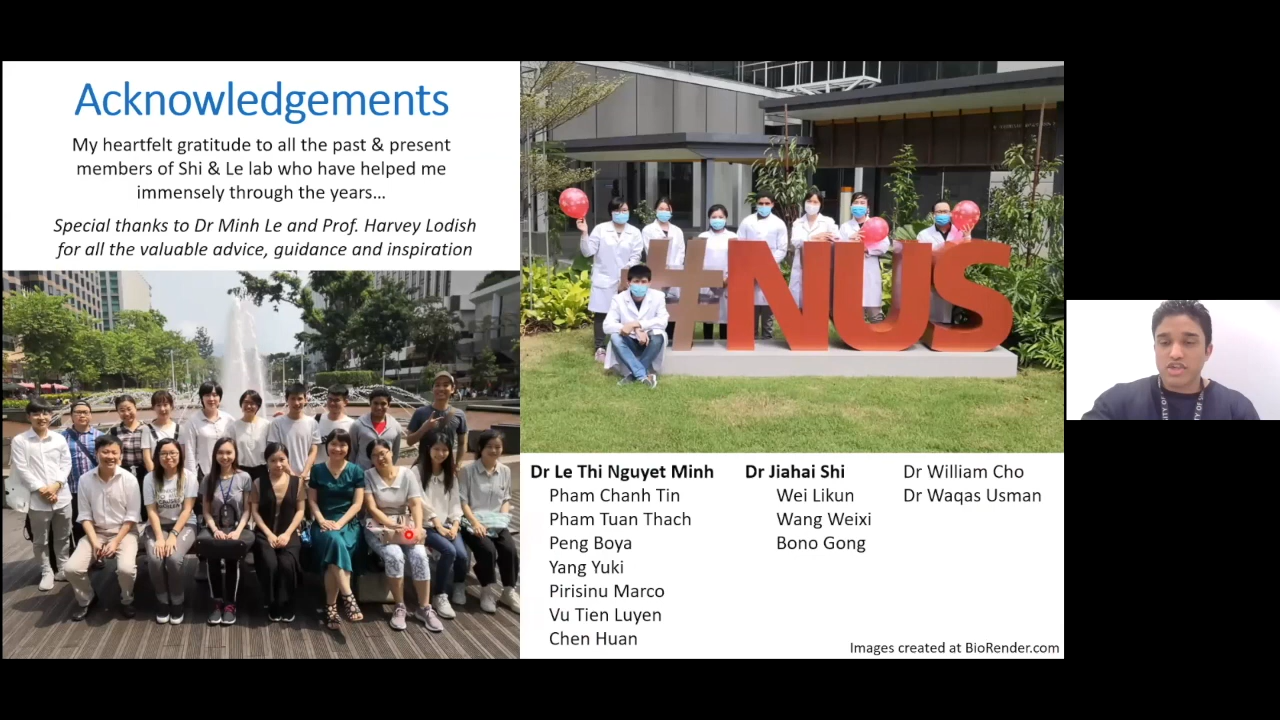 Acknowledgements
My heartfelt gratitude to all the past & present
members of Shi & Le lab who have helped me
immensely through the years…
Special thanks to Dr Minh Le and Prof. Harvey Lodish
for all the valuable advice, guidance and inspiration
#NUS
Dr Le Thi Nguyet Minh
Pham Chanh Tin
Pham Tuan Thach
Peng Boya
Yang Yuki
Pirisinu Marco
Vu Tien Luyen
Chen Huan
Dr Jiahai Shi
Wei Likun
Wang Weixi
Bono Gong
Dr William Cho
Dr Waqas Usman
Images created at BioRender.com